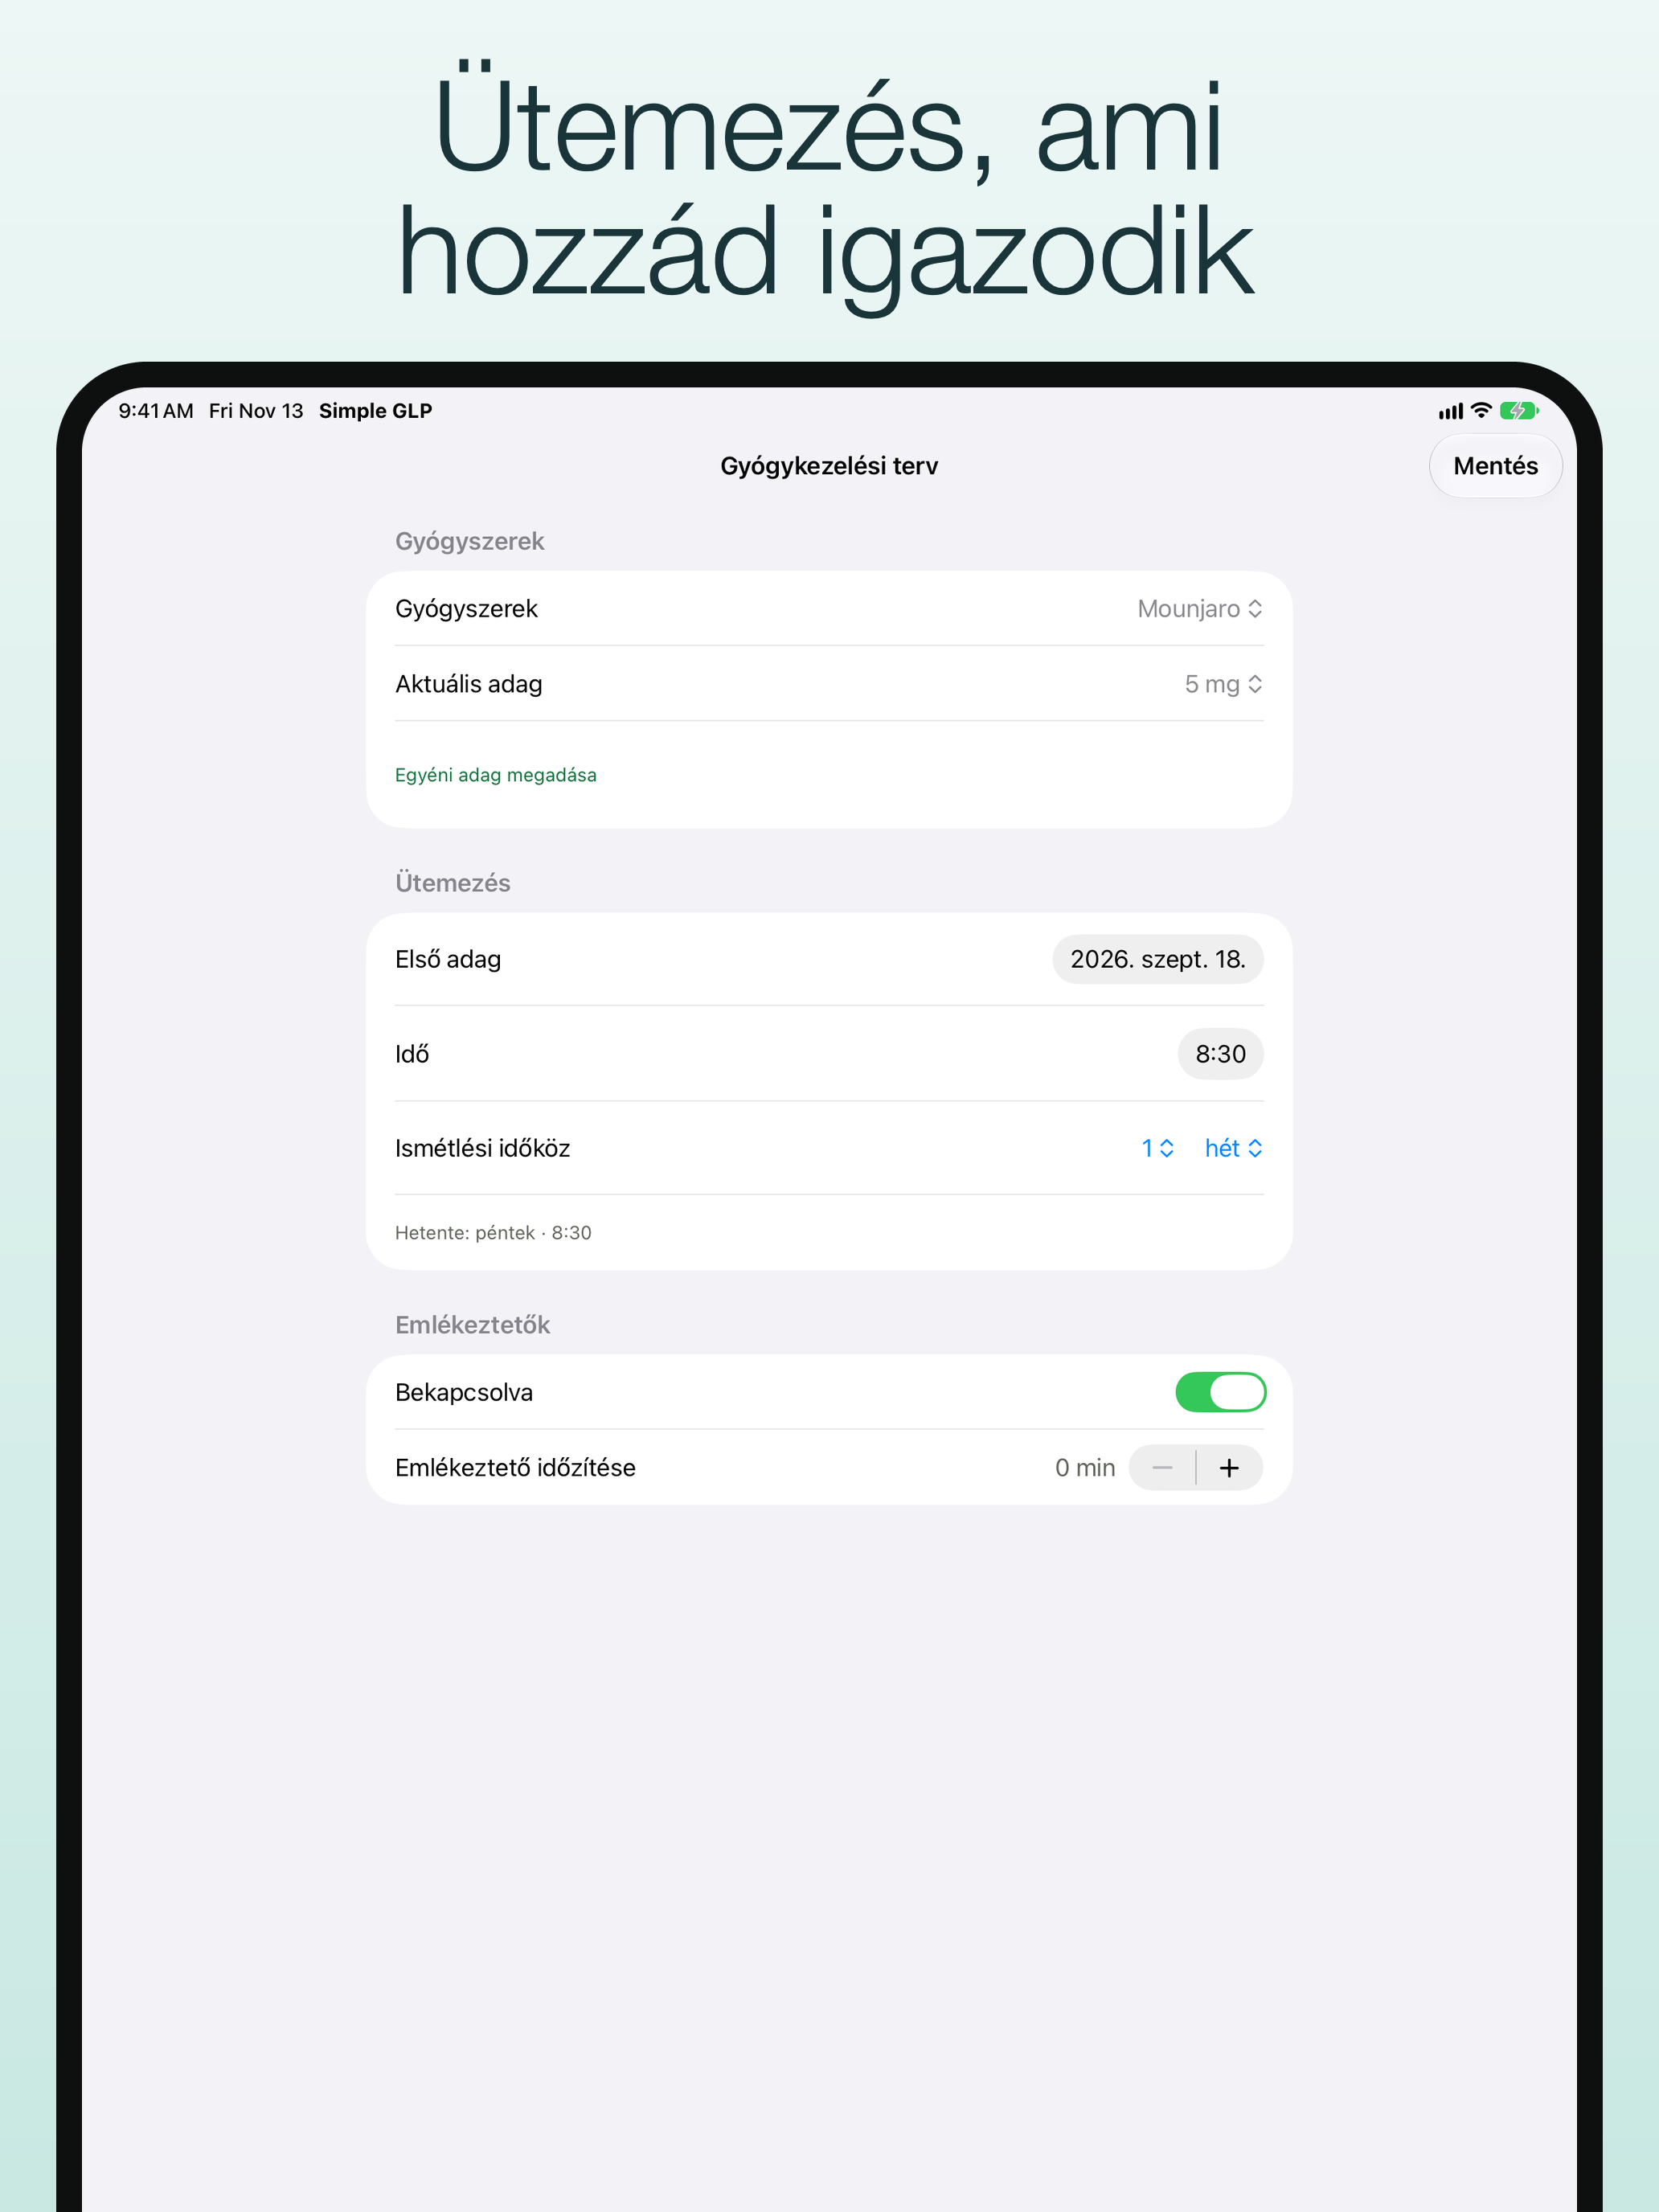 Ütemezés, ami
hozzád igazodik
9:41 AM Fri Nov 13 Simple GLP
Gyógykezelési terv
Mentés
Gyógyszerek
Gyógyszerek Mounjaro
Aktuális adag 5 mg
Egyéni adag megadása
Ütemezés
Első adag 2026. szept. 18.
Idő 8:30
Ismétlési időköz 1 hét
Hetente: péntek · 8:30
Emlékeztetők
Bekapcsolva
Emlékeztető időzítése 0 min